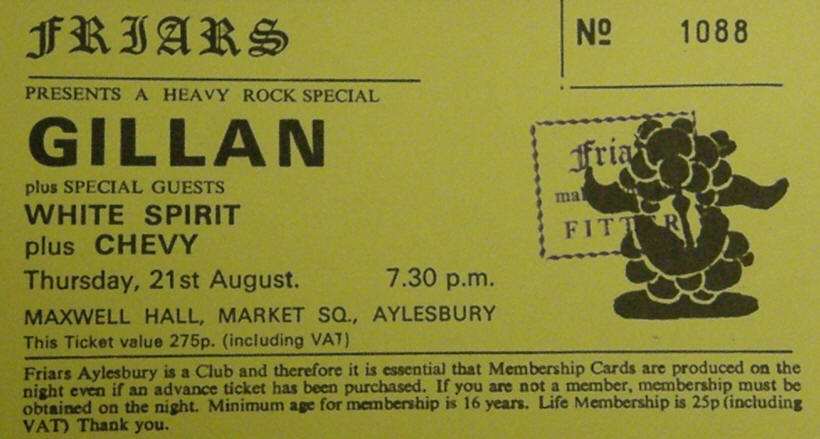 FRIARS
Nº 1088
PRESENTS A HEAVY ROCK SPECIAL
GILLAN
plus SPECIAL GUESTS
WHITE SPIRIT
plus CHEVY
Thursday, 21st August. 7.30 p.m.
MAXWELL HALL, MARKET SQ., AYLESBURY
This Ticket value 275p. (including VAT)
Friars Aylesbury is a Club and therefore it is essential that Membership Cards are produced on the
night even if an advance ticket has been purchased. If you are not a member, membership must be
obtained on the night. Minimum age for membership is 16 years. Life Membership is 25p (including
VAT) Thank you.